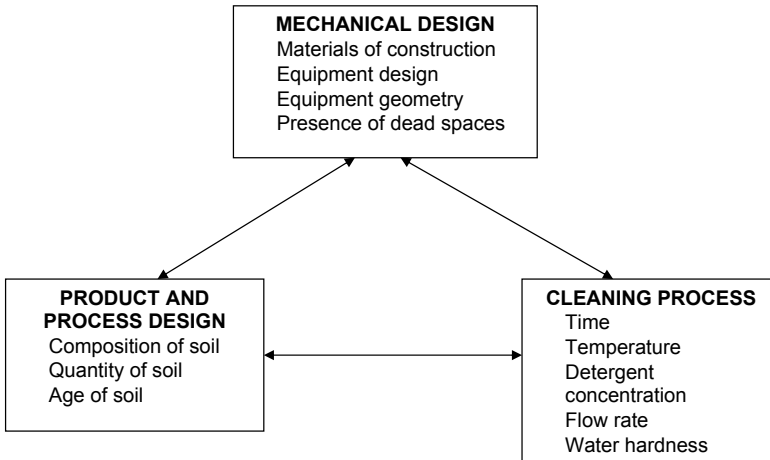 MECHANICAL DESIGN
Materials of construction
Equipment design
Equipment geometry
Presence of dead spaces
PRODUCT AND
PROCESS DESIGN
Composition of soil
Quantity of soil
Age of soil
CLEANING PROCESS
Time
Temperature
Detergent
concentration
Flow rate
Water hardness